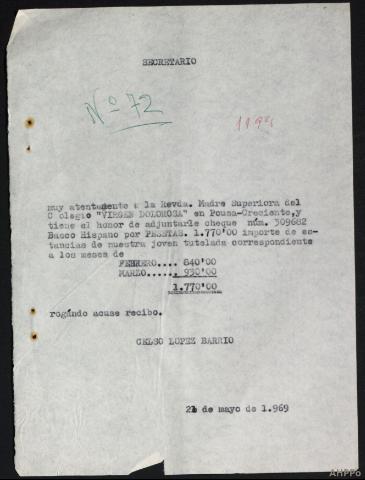 SECRETARIO
Nº 72
muy atentamente a la Revda. Madre Superiora del
C olegio "VIRGEN DOLOROSA" en Pousa-Creciente,y
tiene el honor de adjuntarle cheque núm. 309682
Banco Hispano por PESETAS. 1.770'00 importe de es-
tancias de nuestra joven tutelada correspondiente
a los meses de
FEBRERO.... 840'00
MARZO...... 930'00
1.770'00
rogándo acuse recibo.
CELSO LOPEZ BARRIO
de mayo de 1.969
AHPPo